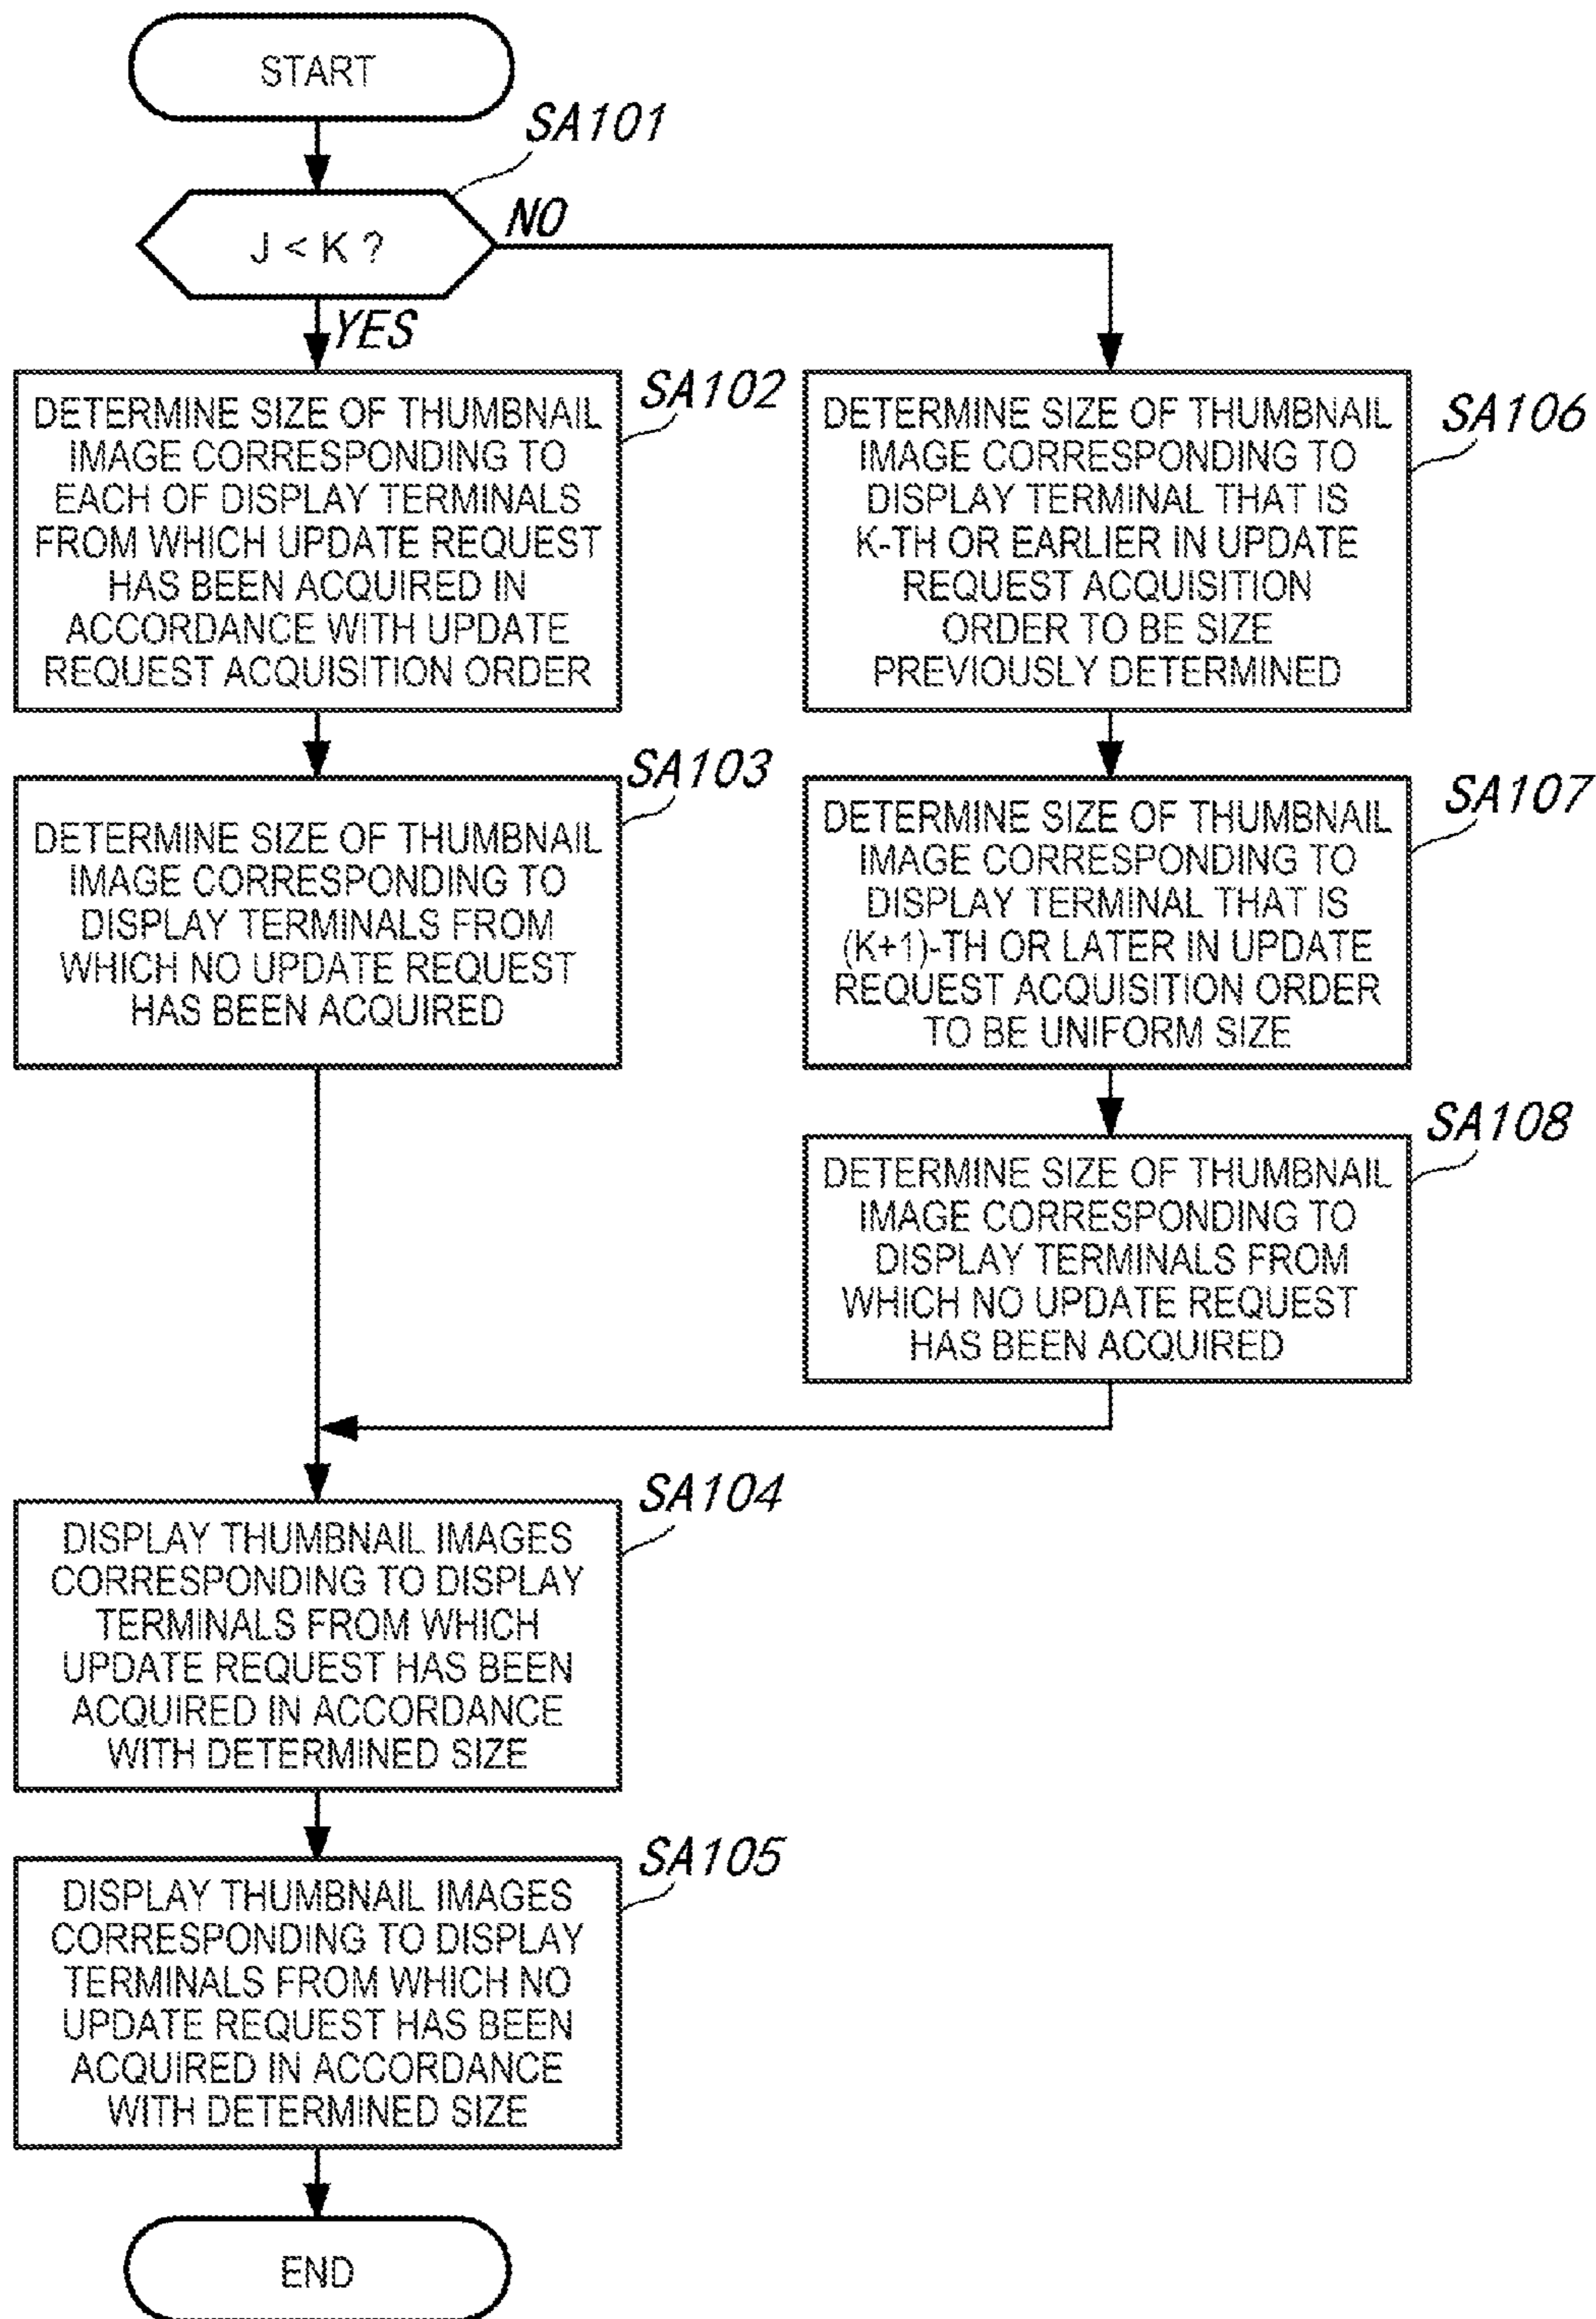 START
SA101
J < K ?
NO
YES
SA102
DETERMINE SIZE OF THUMBNAIL
IMAGE CORRESPONDING TO
EACH OF DISPLAY TERMINALS
FROM WHICH UPDATE REQUEST
HAS BEEN ACQUIRED IN
ACCORDANCE WITH UPDATE
REQUEST ACQUISITION ORDER
SA106
DETERMINE SIZE OF THUMBNAIL
IMAGE CORRESPONDING TO
DISPLAY TERMINAL THAT IS
K-TH OR EARLIER IN UPDATE
REQUEST ACQUISITION
ORDER TO BE SIZE
PREVIOUSLY DETERMINED
SA103
DETERMINE SIZE OF THUMBNAIL
IMAGE CORRESPONDING TO
DISPLAY TERMINALS FROM
WHICH NO UPDATE REQUEST
HAS BEEN ACQUIRED
SA107
DETERMINE SIZE OF THUMBNAIL
IMAGE CORRESPONDING TO
DISPLAY TERMINAL THAT IS
(K+1)-TH OR LATER IN UPDATE
REQUEST ACQUISITION ORDER
TO BE UNIFORM SIZE
SA108
DETERMINE SIZE OF THUMBNAIL
IMAGE CORRESPONDING TO
DISPLAY TERMINALS FROM
WHICH NO UPDATE REQUEST
HAS BEEN ACQUIRED
SA104
DISPLAY THUMBNAIL IMAGES
CORRESPONDING TO DISPLAY
TERMINALS FROM WHICH
UPDATE REQUEST HAS BEEN
ACQUIRED IN ACCORDANCE
WITH DETERMINED SIZE
SA105
DISPLAY THUMBNAIL IMAGES
CORRESPONDING TO DISPLAY
TERMINALS FROM WHICH NO
UPDATE REQUEST HAS BEEN
ACQUIRED IN ACCORDANCE
WITH DETERMINED SIZE
END